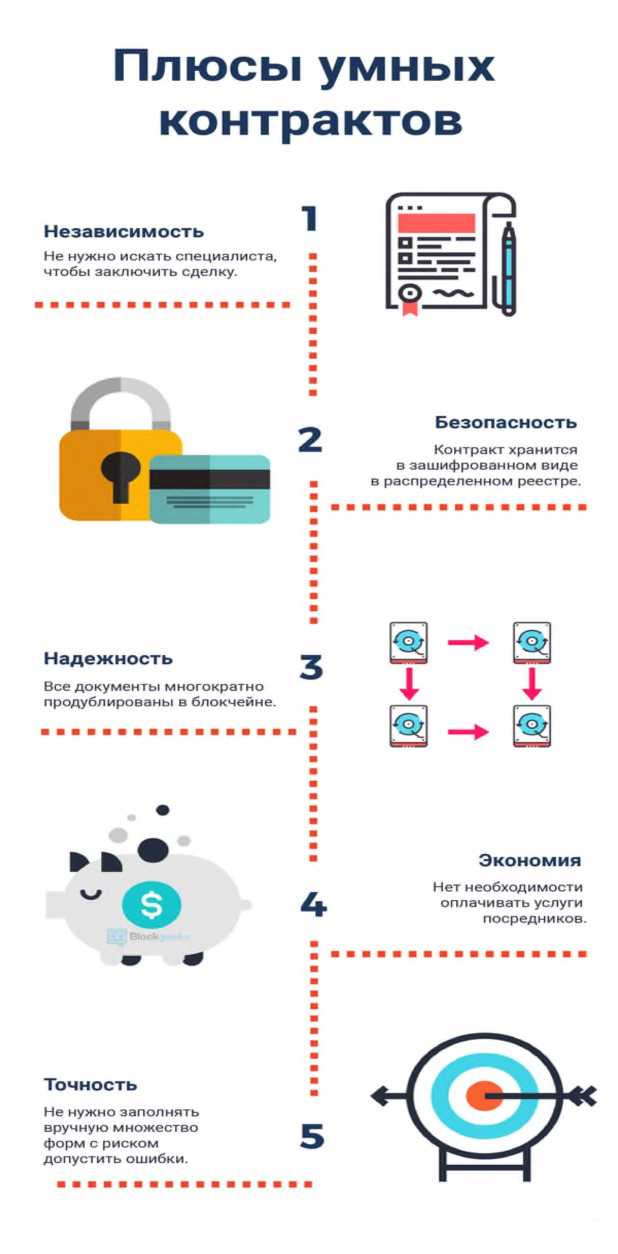 Плюсы умных
контрактов
1
Независимость
Не нужно искать специалиста,
чтобы заключить сделку.
2
Безопасность
Контракт хранится
в зашифрованном виде
в распределенном реестре.
3
Надежность
Все документы многократно
продублированы в блокчейне.
$
Blockgeeks
4
Экономия
Нет необходимости
оплачивать услуги
посредников.
Точность
Не нужно заполнять
вручную множество
форм с риском
допустить ошибки.
5